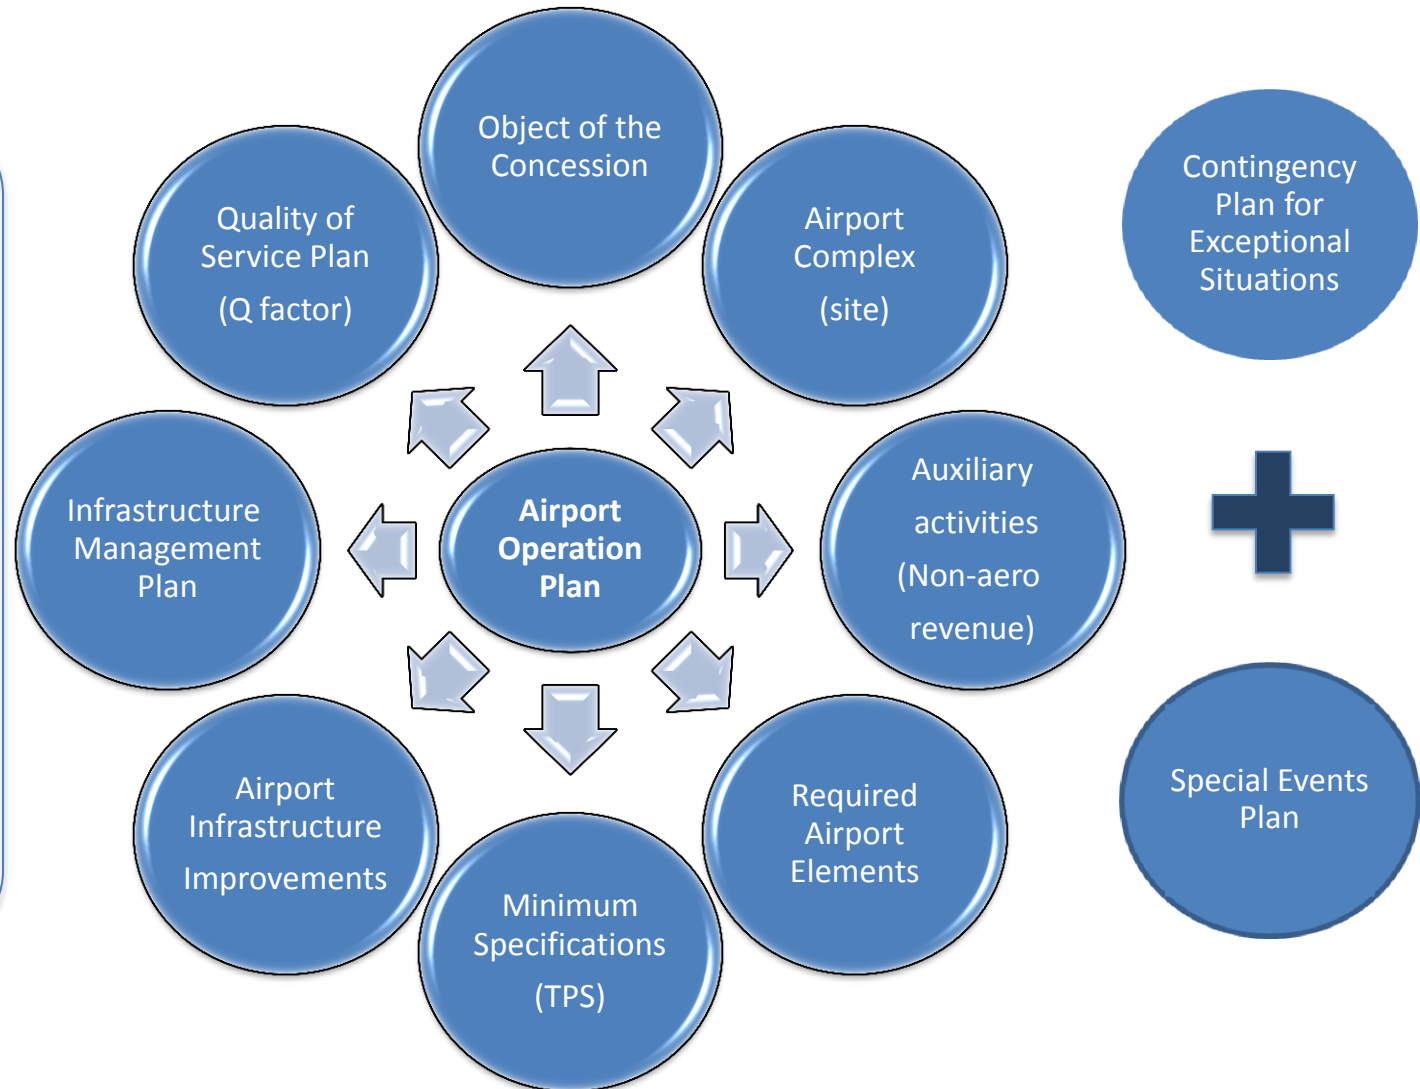 Object of the
Concession
Airport
Complex
(site)
Auxiliary
activities
(Non-aero
revenue)
Required
Airport
Elements
Minimum
Specifications
(TPS)
Airport
Infrastructure
Improvements
Infrastructure
Management
Plan
Quality of
Service Plan
(Q factor)
Airport
Operation
Plan
Contingency
Plan for
Exceptional
Situations
Special Events
Plan